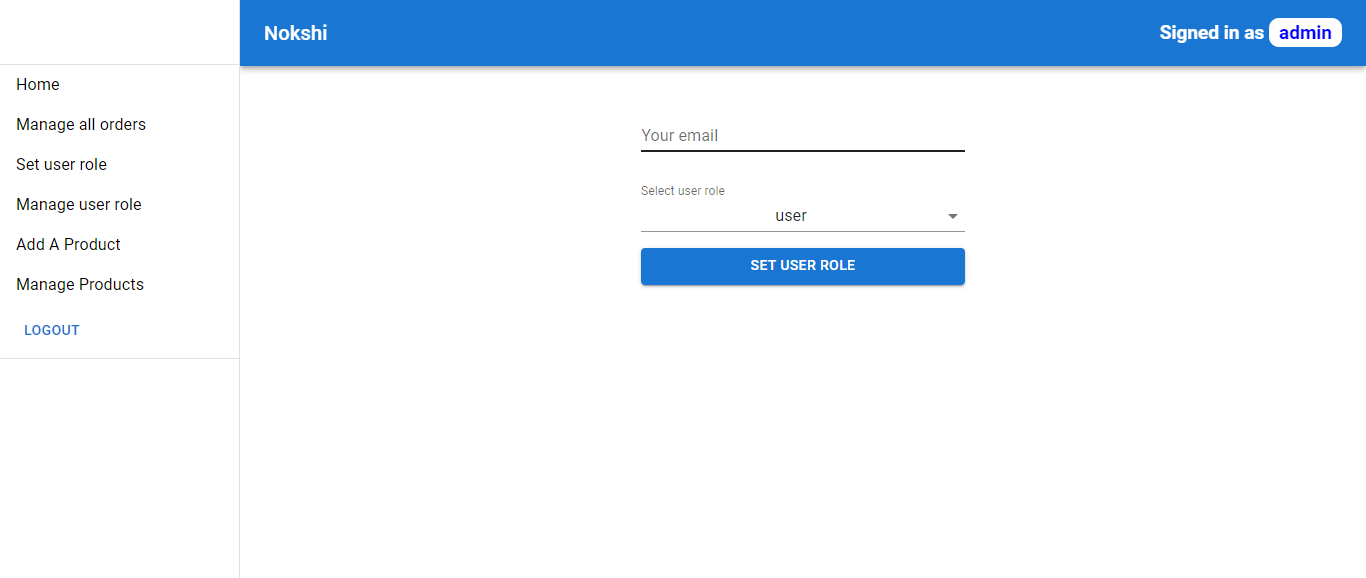 Nokshi
Signed in as admin
Home
Manage all orders
Set user role
Manage user role
Add A Product
Manage Products
LOGOUT
Your email
Select user role
user
SET USER ROLE